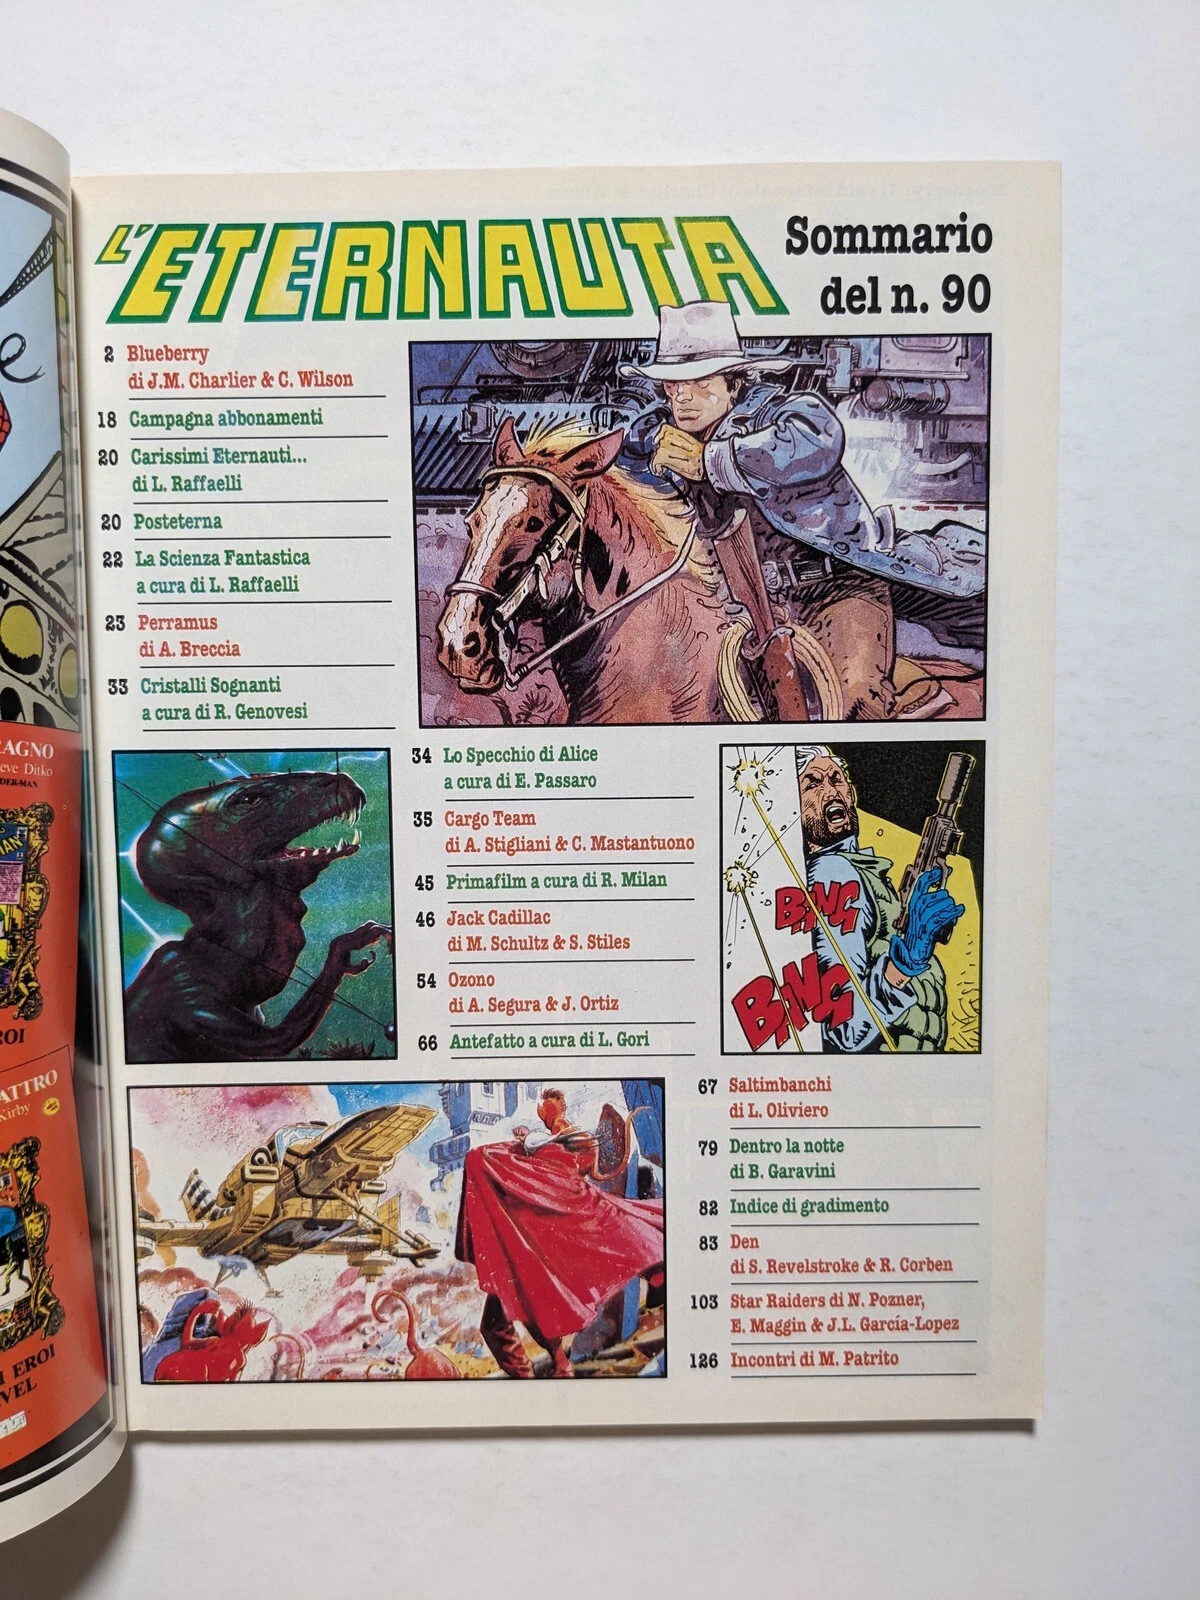 L'ETERNAUTA
Sommario
del n. 90
2 Blueberry
di J.M. Charlier & C. Wilson
18 Campagna abbonamenti
20 Carissimi Eternauti...
di L. Raffaelli
20 Posteterna
22 La Scienza Fantastica
a cura di L. Raffaelli
23 Perramus
di A. Breccia
33 Cristalli Sognanti
a cura di R. Genovesi
34 Lo Specchio di Alice
a cura di E. Passaro
35 Cargo Team
di A. Stigliani & C. Mastantuono
45 Primafilm a cura di R. Milan
46 Jack Cadillac
di M. Schultz & S. Stiles
54 Ozono
di A. Segura & J. Ortiz
66 Antefatto a cura di L. Gori
BANG
BANG
67 Saltimbanchi
di L. Oliviero
79 Dentro la notte
di B. Garavini
82 Indice di gradimento
83 Den
di S. Revelstroke & R. Corben
103 Star Raiders di N. Pozner,
E. Maggin & J.L. García-Lopez
126 Incontri di M. Patrito
e
RAGNO
eve Ditko
DER-MAN
MAN
EROI
ATTRO
Kirby
I EROI
VEL